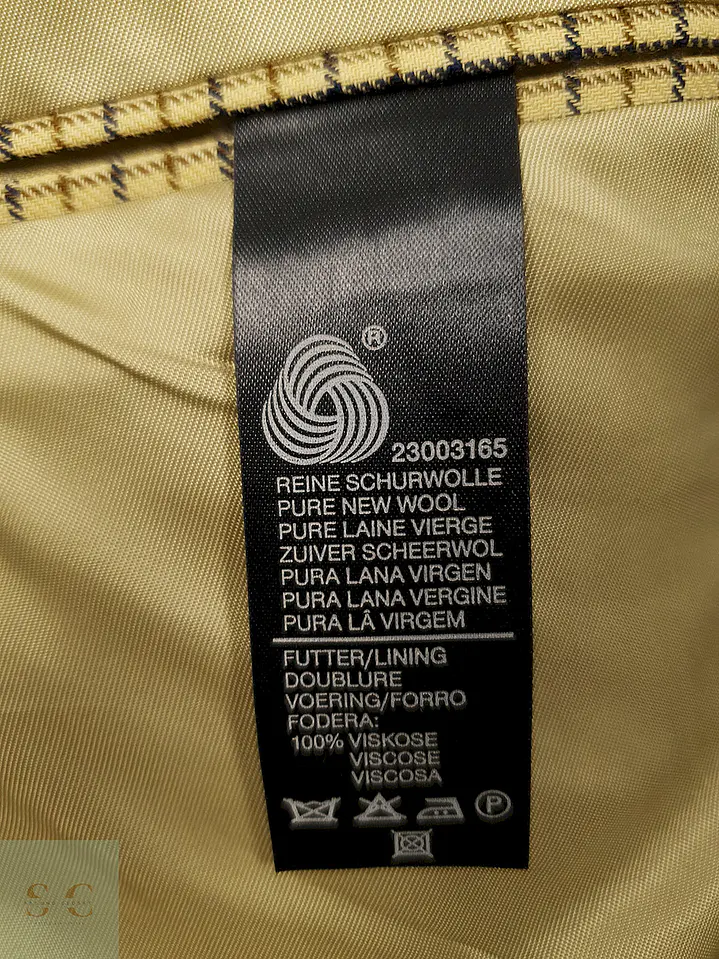 ®
23003165
REINE SCHURWOLLE
PURE NEW WOOL
PURE LAINE VIERGE
ZUIVER SCHEERWOL
PURA LANA VIRGEN
PURA LANA VERGINE
PURA LÂ VIRGEM
FUTTER/LINING
DOUBLURE
VOERING/FORRO
FODERA:
100% VISKOSE
VISCOSE
VISCOSA
P
S C